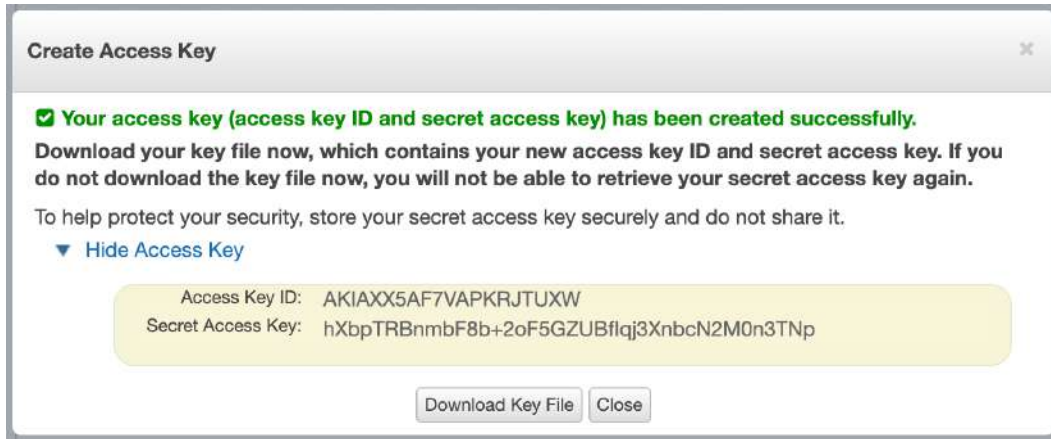 Create Access Key
Your access key (access key ID and secret access key) has been created successfully.
Download your key file now, which contains your new access key ID and secret access key. If you
do not download the key file now, you will not be able to retrieve your secret access key again.
To help protect your security, store your secret access key securely and do not share it.
Hide Access Key
Access Key ID: AKIAXX5AF7VAPKRJTUXW
Secret Access Key:
Download Key File Close